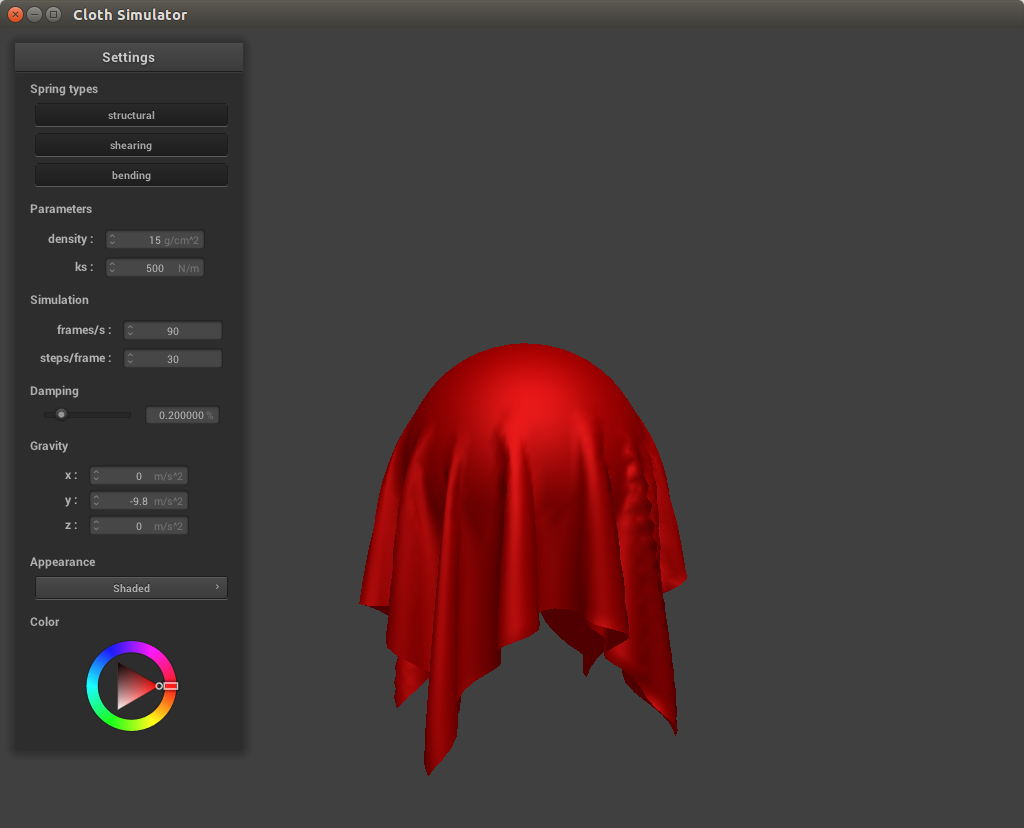 Cloth Simulator
Settings
Spring types
structural
shearing
bending
Parameters
density : 15 g/cm^2
ks : 500 N/m
Simulation
frames/s : 90
steps/frame : 30
Damping
0.200000 %
Gravity
x : 0 m/s^2
y : -9.8 m/s^2
z : 0 m/s^2
Appearance
Shaded
Color